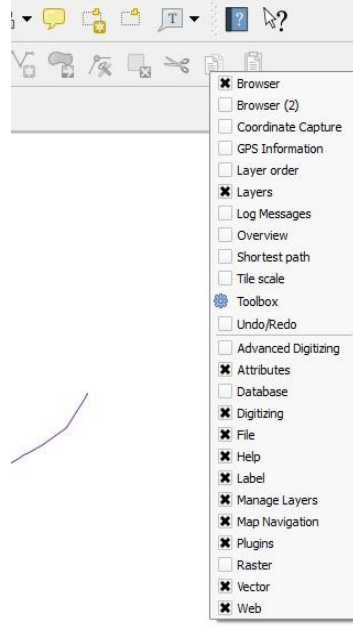 T
?
?
Browser
Browser (2)
Coordinate Capture
GPS Information
Layer order
Layers
Log Messages
Overview
Shortest path
Tile scale
Toolbox
Undo/Redo
Advanced Digitizing
Attributes
Database
Digitizing
File
Help
Label
Manage Layers
Map Navigation
Plugins
Raster
Vector
Web